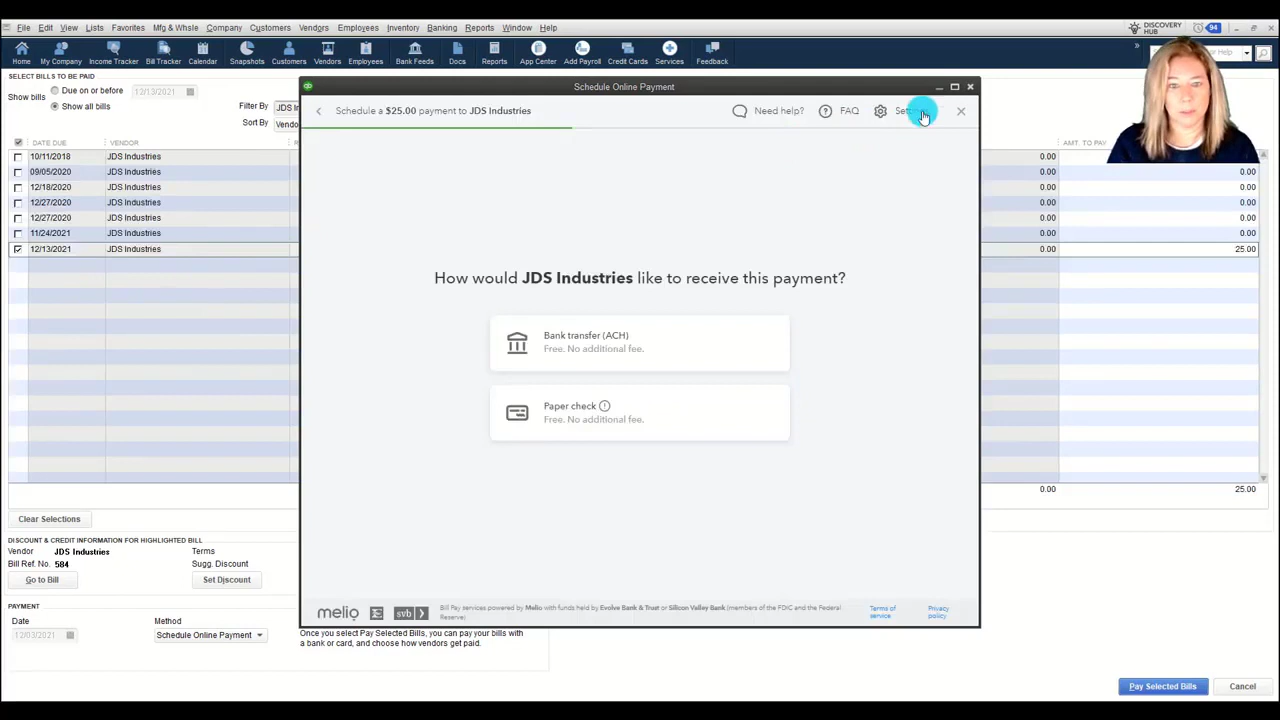 File Edit View Lists Favorites Mfg & Whsle Company Customers Vendors Employees Inventory Banking Reports Window Help
DISCOVERY HUB 94
Home My Company Income Tracker Bill Tracker Calendar Snapshots Customers Vendors Employees Bank Feeds Docs Reports App Center Add Payroll Credit Cards Services Feedback
Help
SELECT BILLS TO BE PAID
Show bills Due on or before 12/13/2021
Show all bills
Filter By JDS In
Sort By Vendo
DATE DUE VENDOR AMT. TO PAY
10/11/2018 JDS Industries 0.00
09/05/2020 JDS Industries 0.00 0.00
12/18/2020 JDS Industries 0.00 0.00
12/27/2020 JDS Industries 0.00 0.00
12/27/2020 JDS Industries 0.00 0.00
11/24/2021 JDS Industries 0.00 0.00
12/13/2021 JDS Industries 0.00 25.00
0.00 25.00
Clear Selections
DISCOUNT & CREDIT INFORMATION FOR HIGHLIGHTED BILL
Vendor JDS Industries Terms
Bill Ref. No. 584 Sugg. Discount
Go to Bill Set Discount
PAYMENT
Date Method
12/03/2021 Schedule Online Payment
Once you select Pay Selected Bills, you can pay your bills with
a bank or card, and choose how vendors get paid.
Pay Selected Bills Cancel
Schedule Online Payment
Schedule a $25.00 payment to JDS Industries Need help? FAQ
How would JDS Industries like to receive this payment?
Bank transfer (ACH)
Free. No additional fee.
Paper check
Free. No additional fee.
melio svb
Bill Pay services powered by Melio with funds held by Evolve Bank & Trust or Silicon Valley Bank (members of the FDIC and the Federal
Reserve)
Terms of
service
Privacy
policy